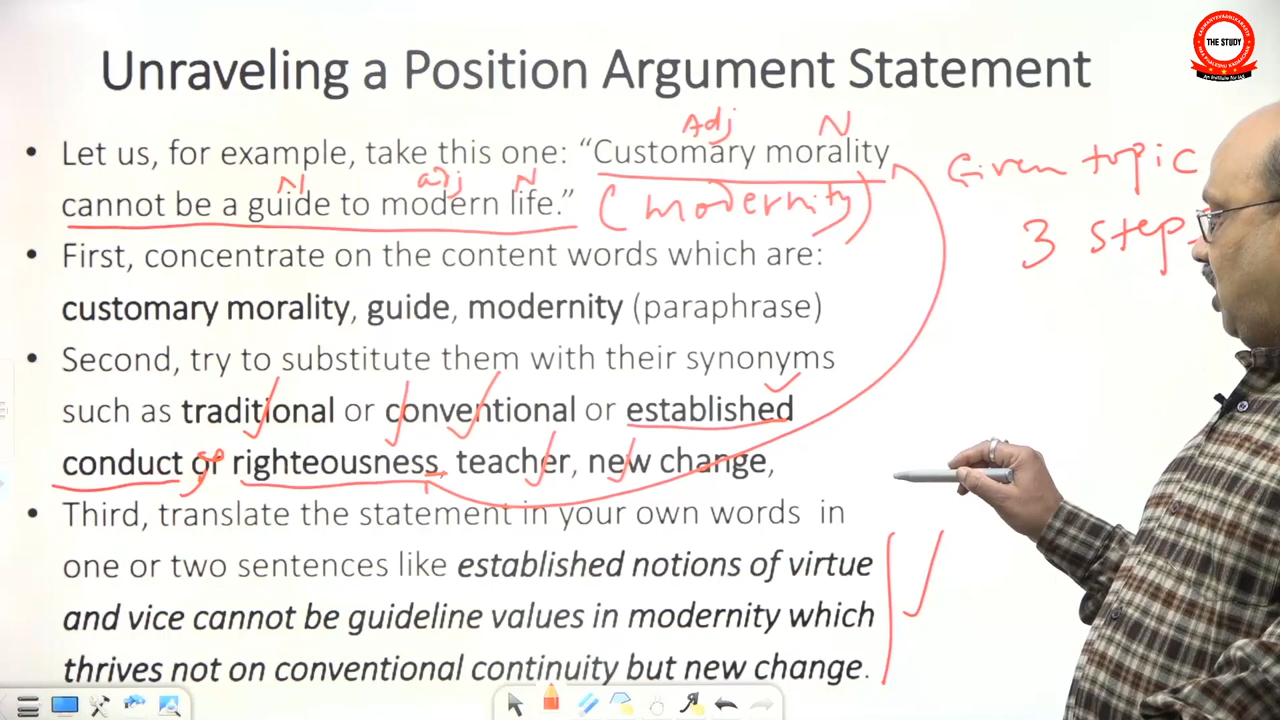 Unraveling a Position Argument Statement
THE STUDY
An Institute for IAS
Adj N
• Let us, for example, take this one: “Customary morality
N adj N
cannot be a guide to modern life.” (modernity)
Given topic
3 steps
• First, concentrate on the content words which are:
customary morality, guide, modernity (paraphrase)
• Second, try to substitute them with their synonyms
such as traditional or conventional or established
conduct or righteousness, teacher, new change,
• Third, translate the statement in your own words in
one or two sentences like established notions of virtue
and vice cannot be guideline values in modernity which
thrives not on conventional continuity but new change.